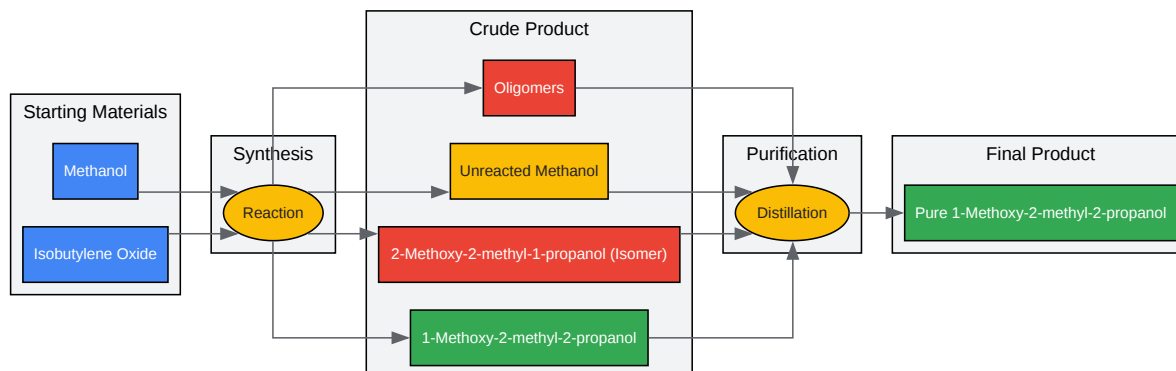 Starting Materials
Methanol
Isobutylene Oxide
Synthesis
Reaction
Crude Product
Oligomers
Unreacted Methanol
2-Methoxy-2-methyl-1-propanol (Isomer)
1-Methoxy-2-methyl-2-propanol
Purification
Distillation
Final Product
Pure 1-Methoxy-2-methyl-2-propanol